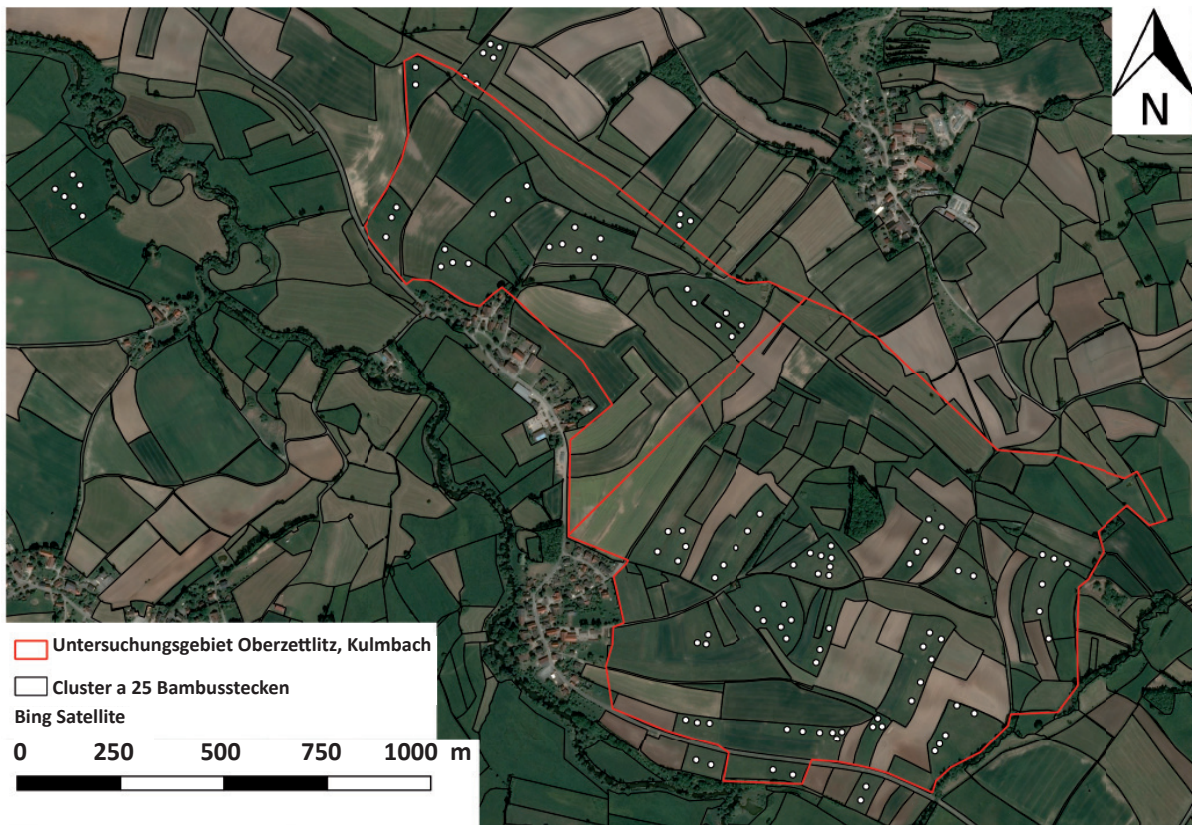 N
Untersuchungsgebiet Oberzettlitz, Kulmbach
Cluster a 25 Bambusstecken
Bing Satellite
0 250 500 750 1000 m